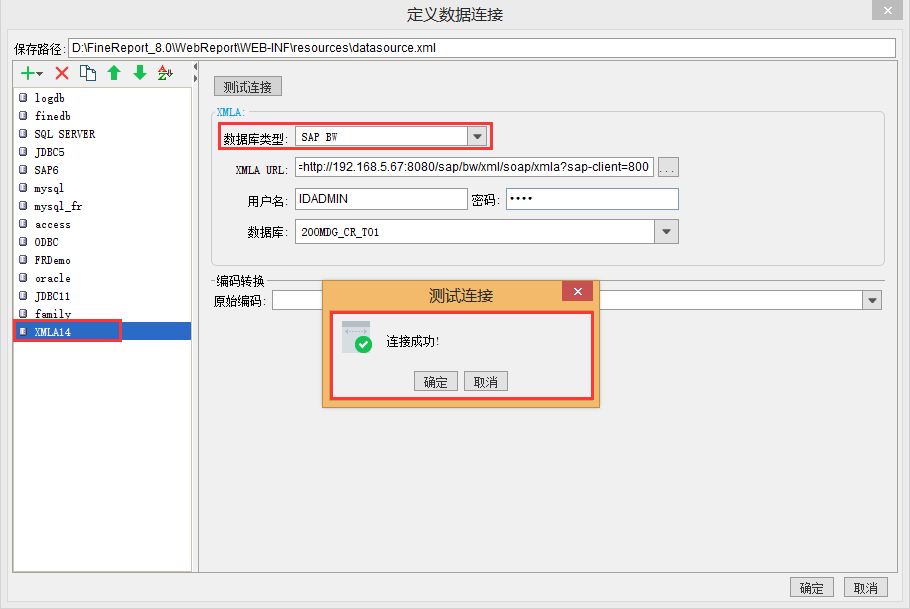 定义数据连接
保存路径: D:\FineReport_8.0\WebReport\WEB-INF\resources\datasource.xml
测试连接
logdb
finedb
SQL SERVER
JDBC5
SAP6
mysql
mysql_fr
access
ODBC
FRDemo
oracle
JDBC11
family
XMLA14
XMLA:
数据库类型: SAP BW
XMLA URL: -http://192.168.5.67:8080/sap/bw/xml/soap/xmla?sap-client=800 ...
用户名: IDADMIN 密码: ••••
数据库: 200MDG_CR_T01
编码转换
原始编码:
测试连接
连接成功!
确定 取消
确定 取消